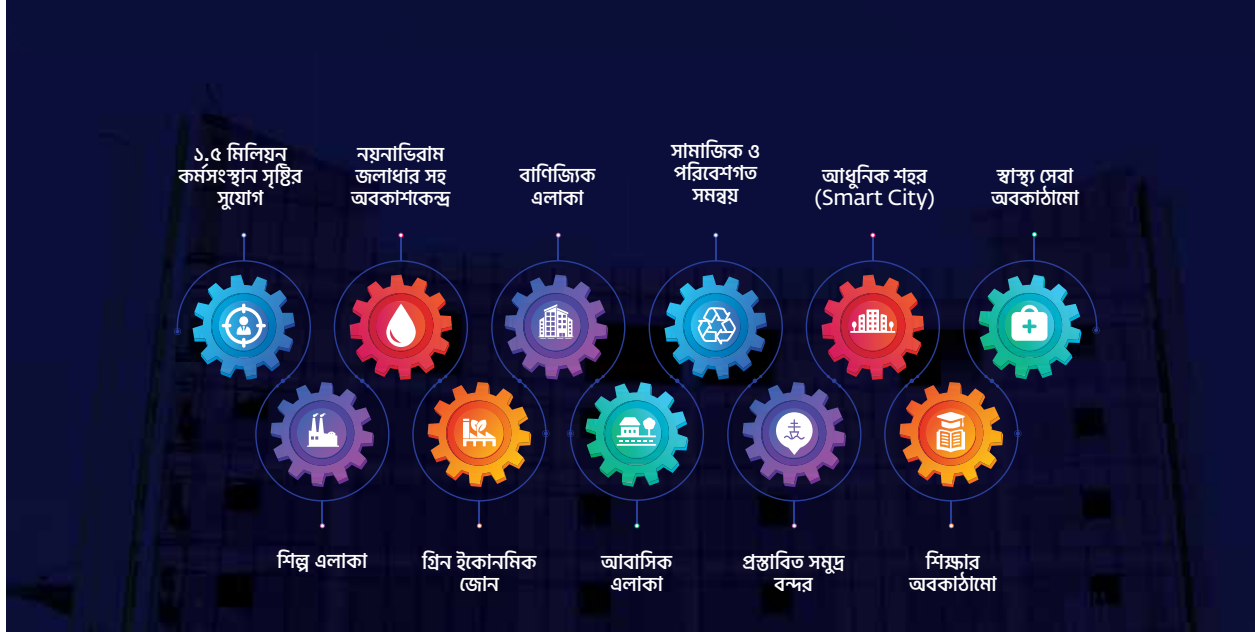 ১.৫ মিলিয়ন
কর্মসংস্থান সৃষ্টির
সুযোগ
নয়নাভিরাম
জলাধার সহ
অবকাশকেন্দ্র
বাণিজ্যিক
এলাকা
সামাজিক ও
পরিবেশগত
সমন্বয়
আধুনিক শহর
(Smart City)
স্বাস্থ্য সেবা
অবকাঠামো
শিল্প এলাকা
গ্রিন ইকোনমিক
জোন
আবাসিক
এলাকা
প্রস্তাবিত সমুদ্র
বন্দর
শিক্ষার
অবকাঠামো